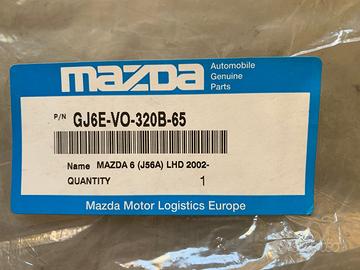 mazda
Automobile
Genuine
Parts
P/N GJ6E-VO-320B-65
Name MAZDA 6 (J56A) LHD 2002-
QUANTITY 1
Mazda Motor Logistics Europe